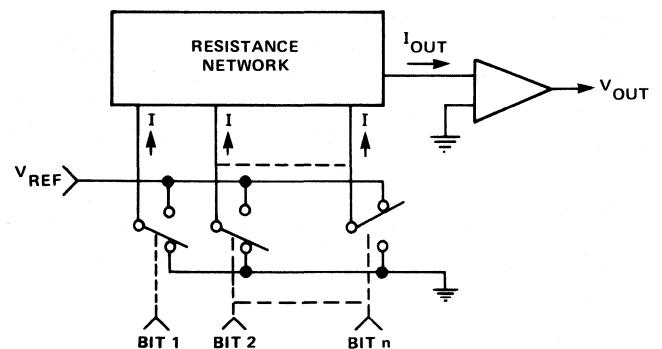 RESISTANCE
NETWORK
I OUT
V OUT
I
I
I
V REF
BIT 1
BIT 2
BIT n